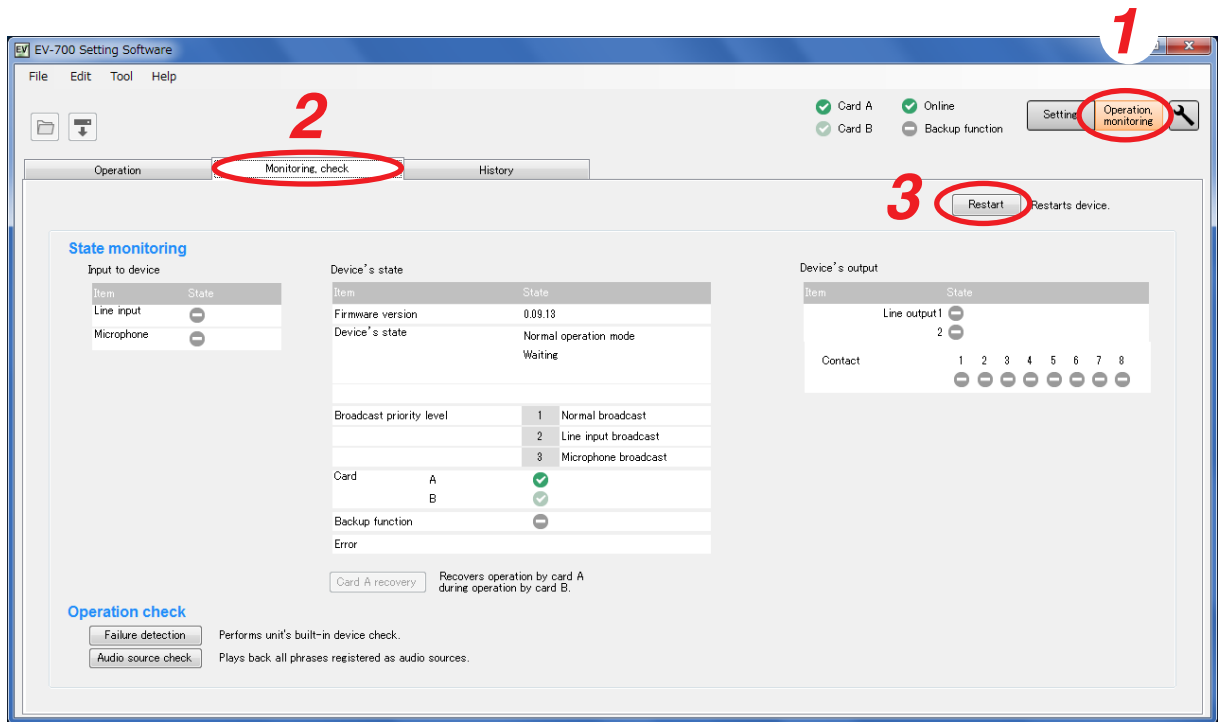 1
EV EV-700 Setting Software
File Edit Tool Help
2
Card A Online
Card B Backup function
Setting Operation, monitoring
Operation Monitoring, check History
3
Restart Restarts device.
State monitoring
Input to device
Item State
Line input
Microphone
Device's state
Item State
Firmware version 0.09.13
Device's state Normal operation mode
Waiting
Broadcast priority level 1 Normal broadcast
2 Line input broadcast
3 Microphone broadcast
Card A
B
Backup function
Error
Card A recovery Recovers operation by card A
during operation by card B.
Device's output
Item State
Line output1
2
Contact 1 2 3 4 5 6 7 8
Operation check
Failure detection Performs unit's built-in device check.
Audio source check Plays back all phrases registered as audio sources.